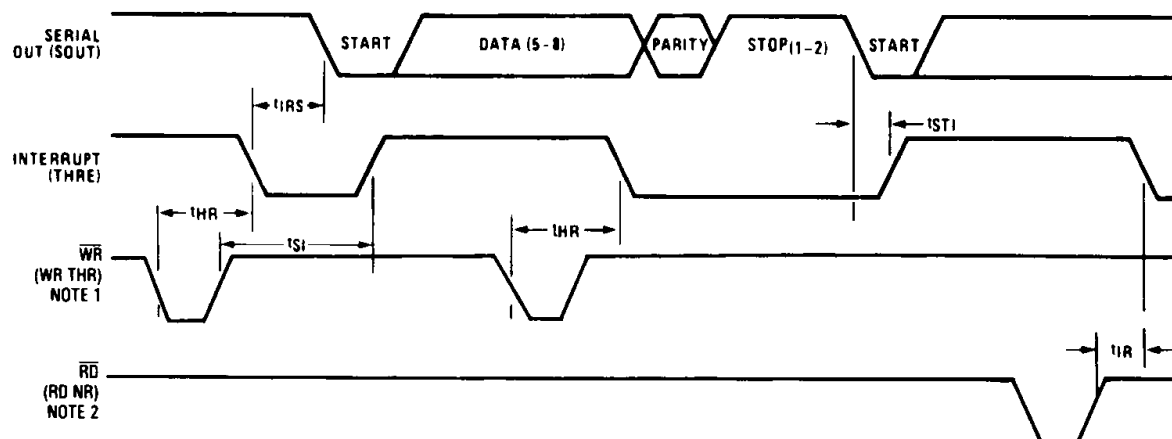 SERIAL
OUT (SOUT)
START
DATA (5-8)
PARITY
STOP(1-2)
START
tIRS
tSTI
INTERRUPT
(THRE)
tHR
tSI
tHR
WR
(WR THR)
NOTE 1
tIR
RD
(RD NR)
NOTE 2